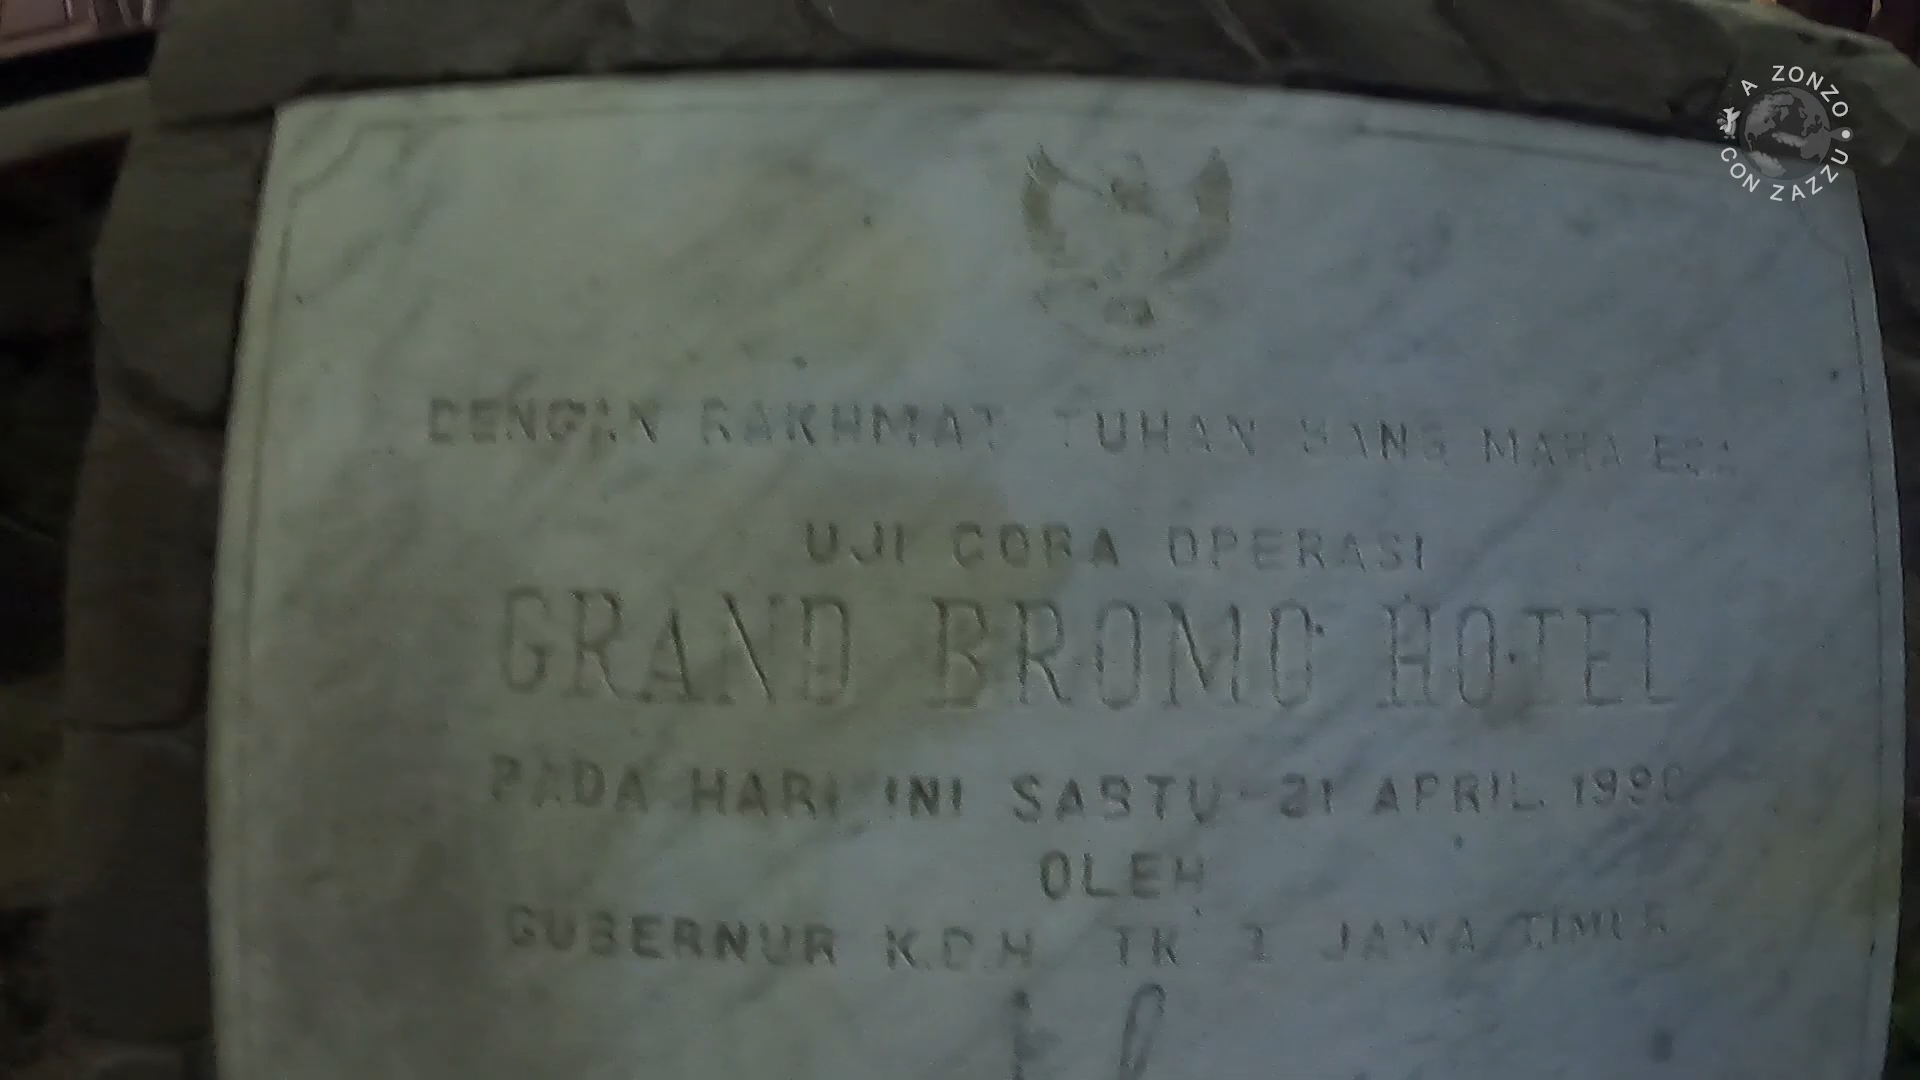 A ZONZO
CON ZAZZU
DENGAN RAKHMAT TUHAN YANG MAHA ESA
UJI COBA OPERASI
GRAND BROMO HOTEL
PADA HARI INI SABTU 21 APRIL 1990
OLEH
GUBERNUR K.D.H TK I JAWA TIMUR